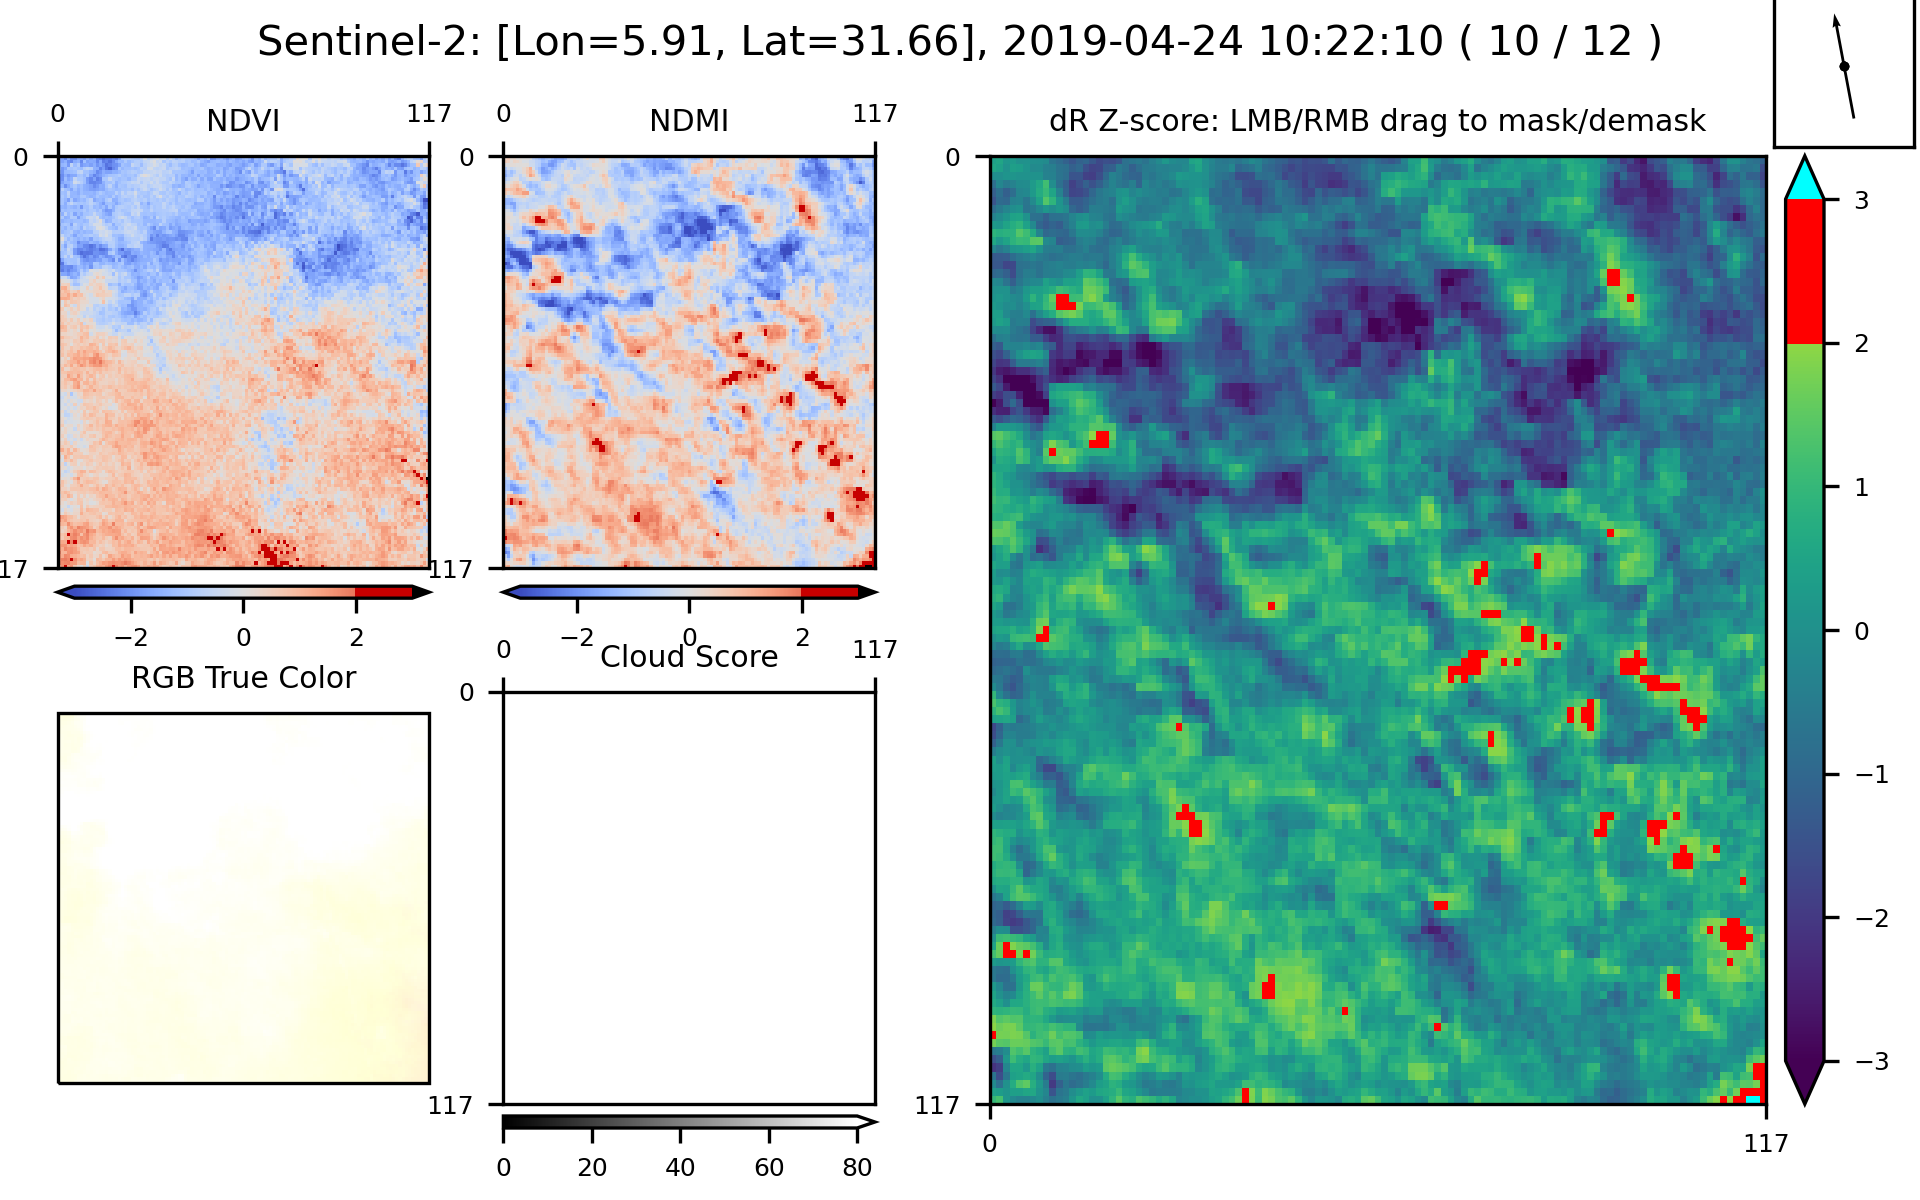 Sentinel-2: [Lon=5.91, Lat=31.66], 2019-04-24 10:22:10 ( 10 / 12 )
0 NDVI 117
0 NDMI 117
dR Z-score: LMB/RMB drag to mask/demask
0
0
0
3
2
1
0
−1
−2
−3
17
117
−2 0 2
−2 0 2
RGB True Color
0 Cloud Score 117
0
117
117
0 20 40 60 80
0 117